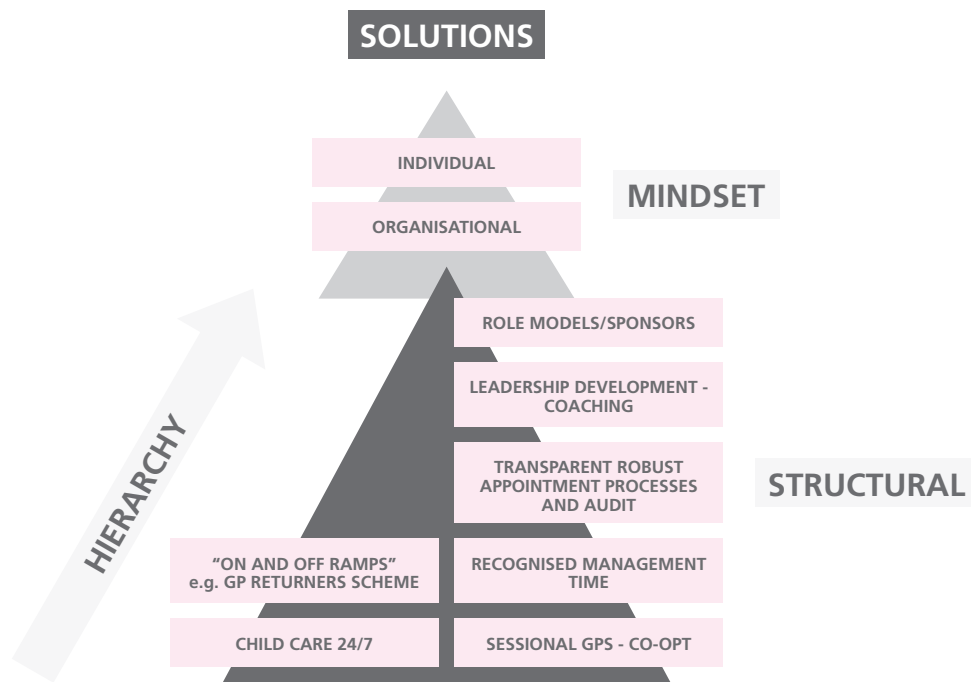 SOLUTIONS
INDIVIDUAL
MINDSET
ORGANISATIONAL
ROLE MODELS/SPONSORS
LEADERSHIP DEVELOPMENT -
COACHING
TRANSPARENT ROBUST
APPOINTMENT PROCESSES
AND AUDIT
STRUCTURAL
HIERARCHY
“ON AND OFF RAMPS”
e.g. GP RETURNERS SCHEME
RECOGNISED MANAGEMENT
TIME
CHILD CARE 24/7
SESSIONAL GPS - CO-OPT